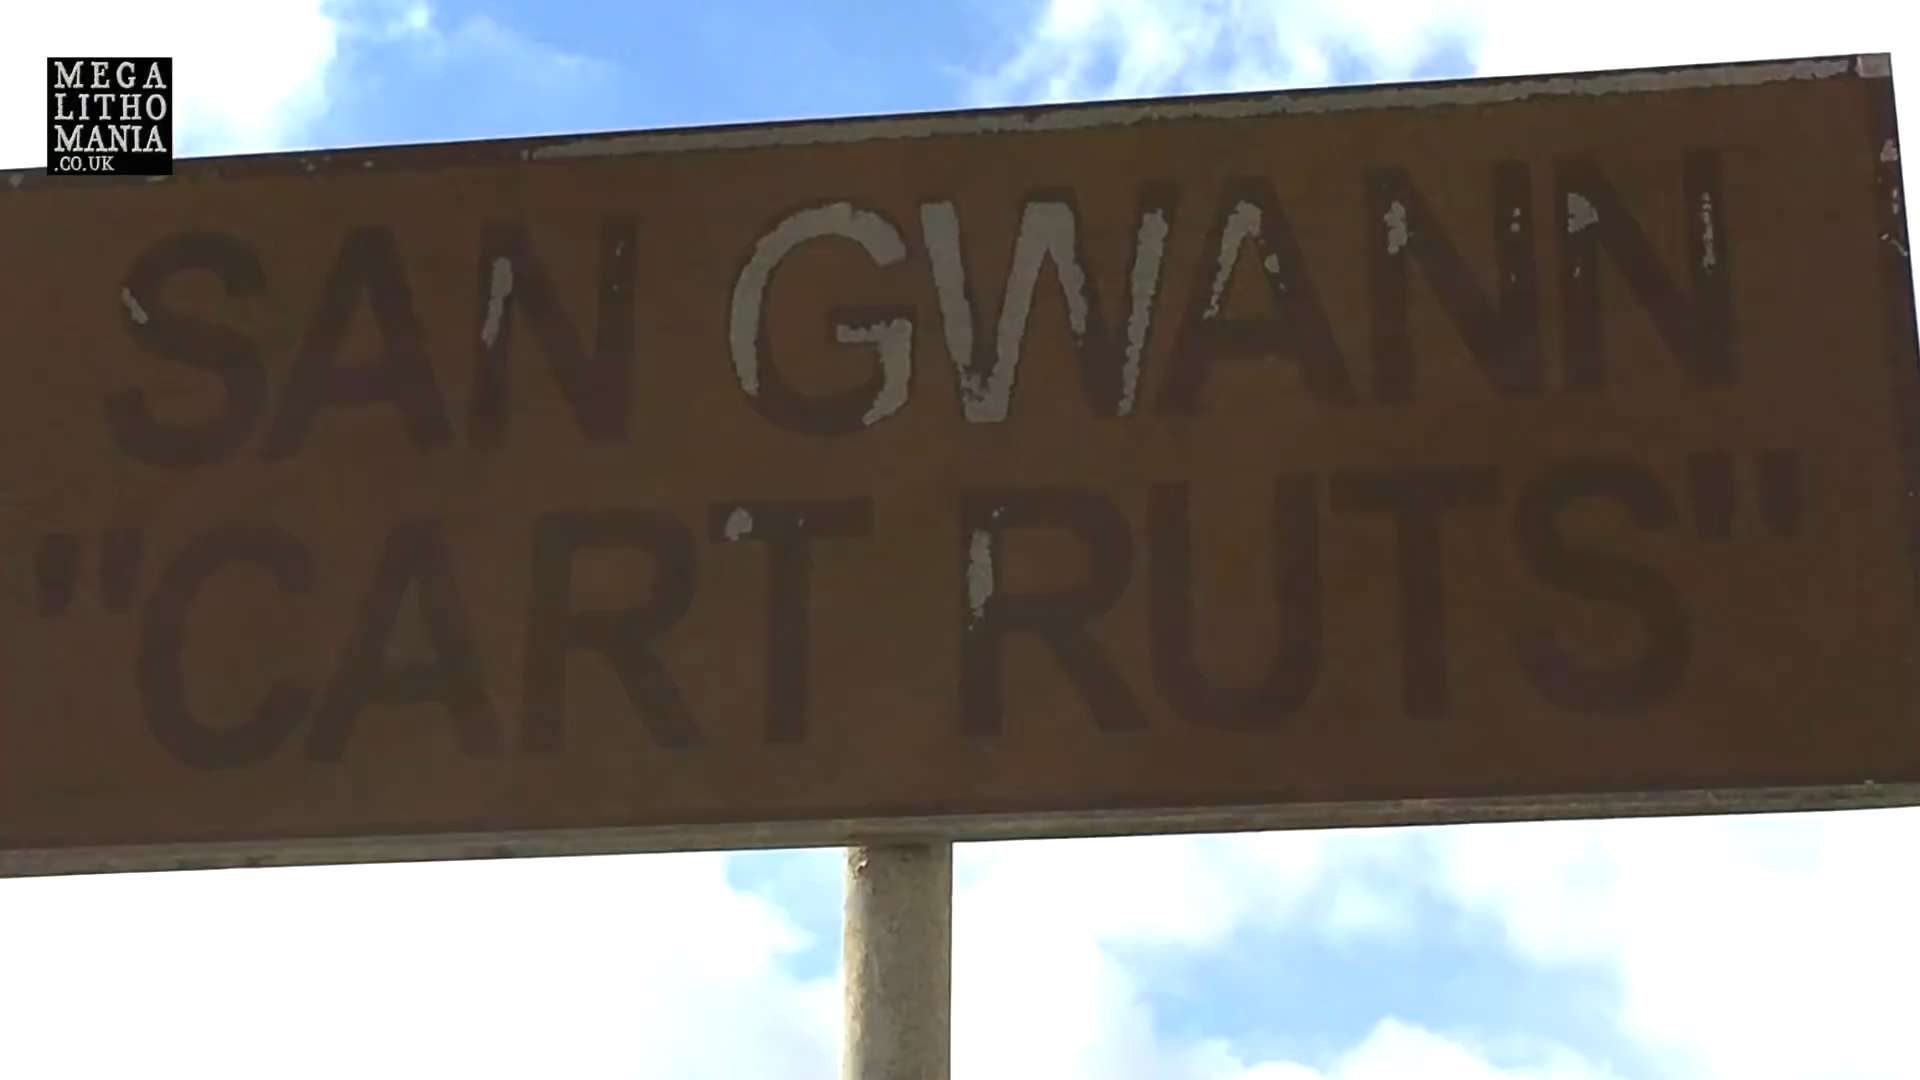 MEGA
LITHO
MANIA
.CO.UK
SAN GWANN
"CART RUTS"